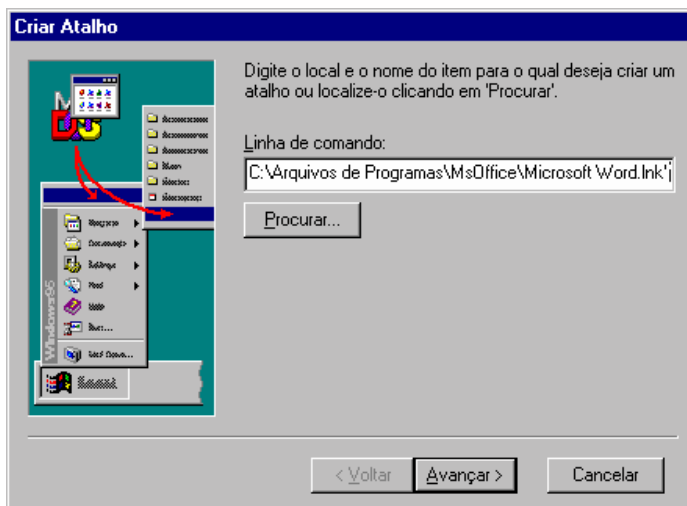 Criar Atalho
Digite o local e o nome do item para o qual deseja criar um
atalho ou localize-o clicando em 'Procurar'.
Linha de comando:
C:\Arquivos de Programas\MsOffice\Microsoft Word.lnk'
Procurar...
Windows95
< Voltar
Avançar >
Cancelar